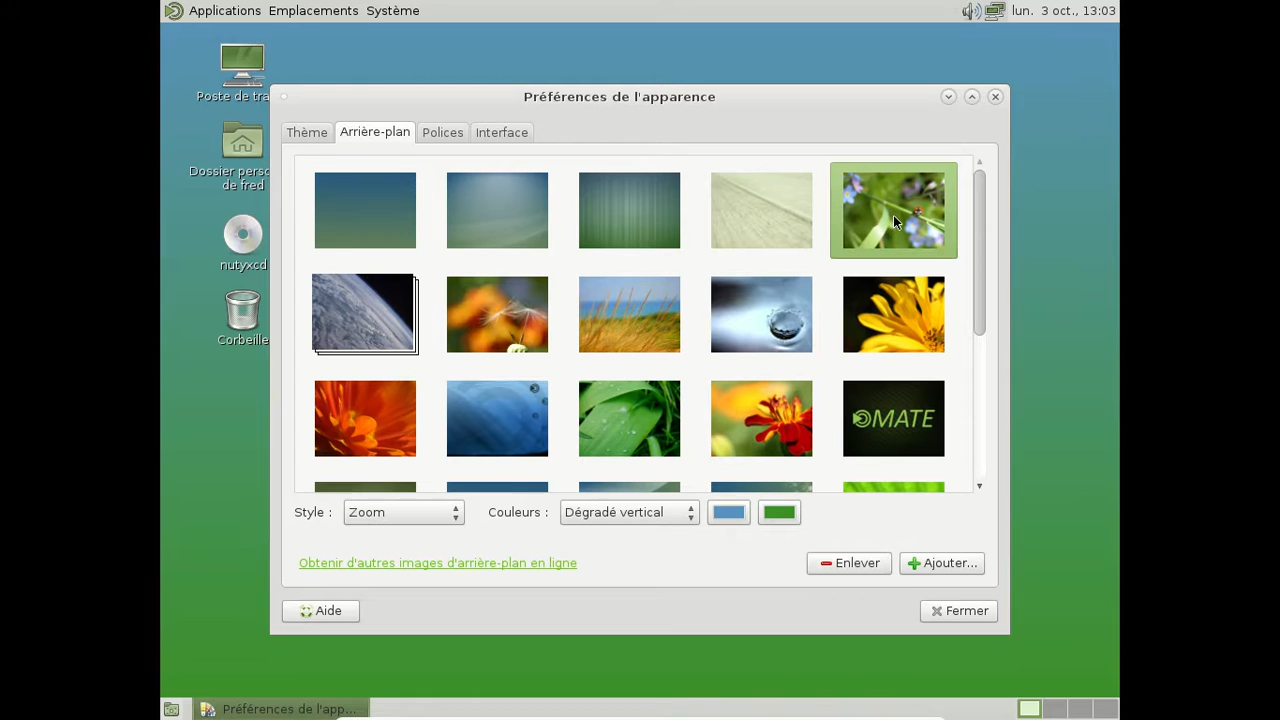 Applications Emplacements Système
lun. 3 oct., 13:03
Poste de tra
Dossier perso
de fred
nutyxcd
Corbeille
Préférences de l'apparence
Thème
Arrière-plan
Polices
Interface
MATE
Style : Zoom
Couleurs : Dégradé vertical
Obtenir d'autres images d'arrière-plan en ligne
Enlever
Ajouter...
Aide
Fermer
Préférences de l'app...